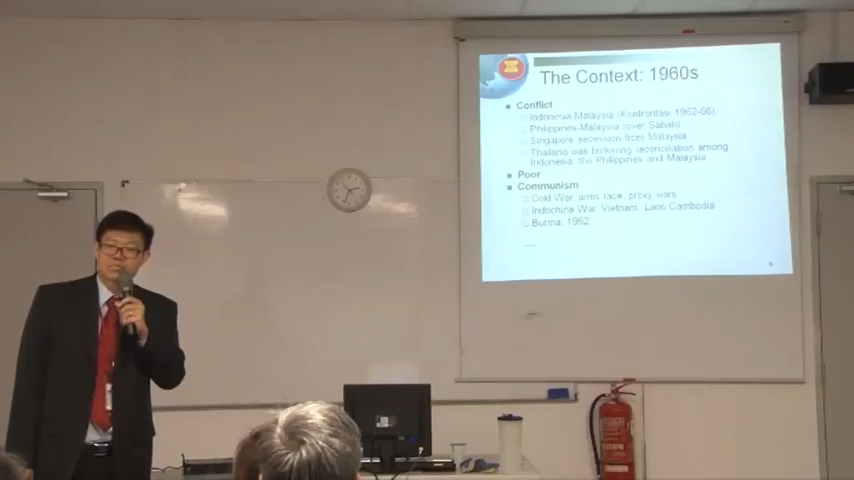 The Context: 1960s
Conflict
Indonesia-Malaysia (Konfrontasi 1962-66)
Philippines-Malaysia (over Sabah)
Singapore secession from Malaysia
Thailand was brokering reconciliation among
Indonesia, the Philippines and Malaysia
Poor
Communism
Cold War: arms race, proxy wars
Indochina War: Vietnam, Laos Cambodia
Burma: 1962